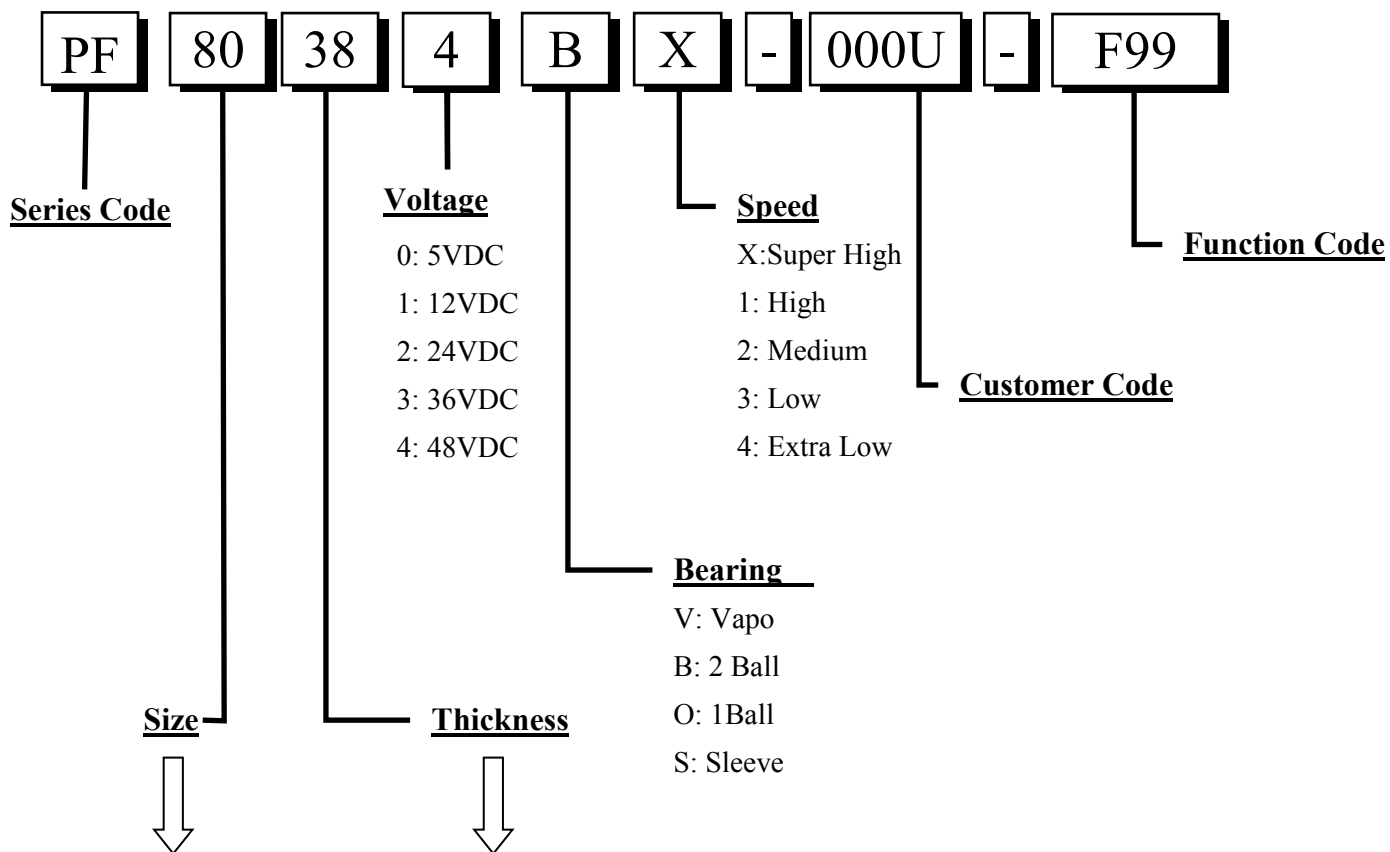 PF 80 38 4 B X - 000U - F99
Series Code
Voltage
0: 5VDC
1: 12VDC
2: 24VDC
3: 36VDC
4: 48VDC
Speed
X:Super High
1: High
2: Medium
3: Low
4: Extra Low
Function Code
Customer Code
Bearing
V: Vapo
B: 2 Ball
O: 1Ball
S: Sleeve
Size
Thickness